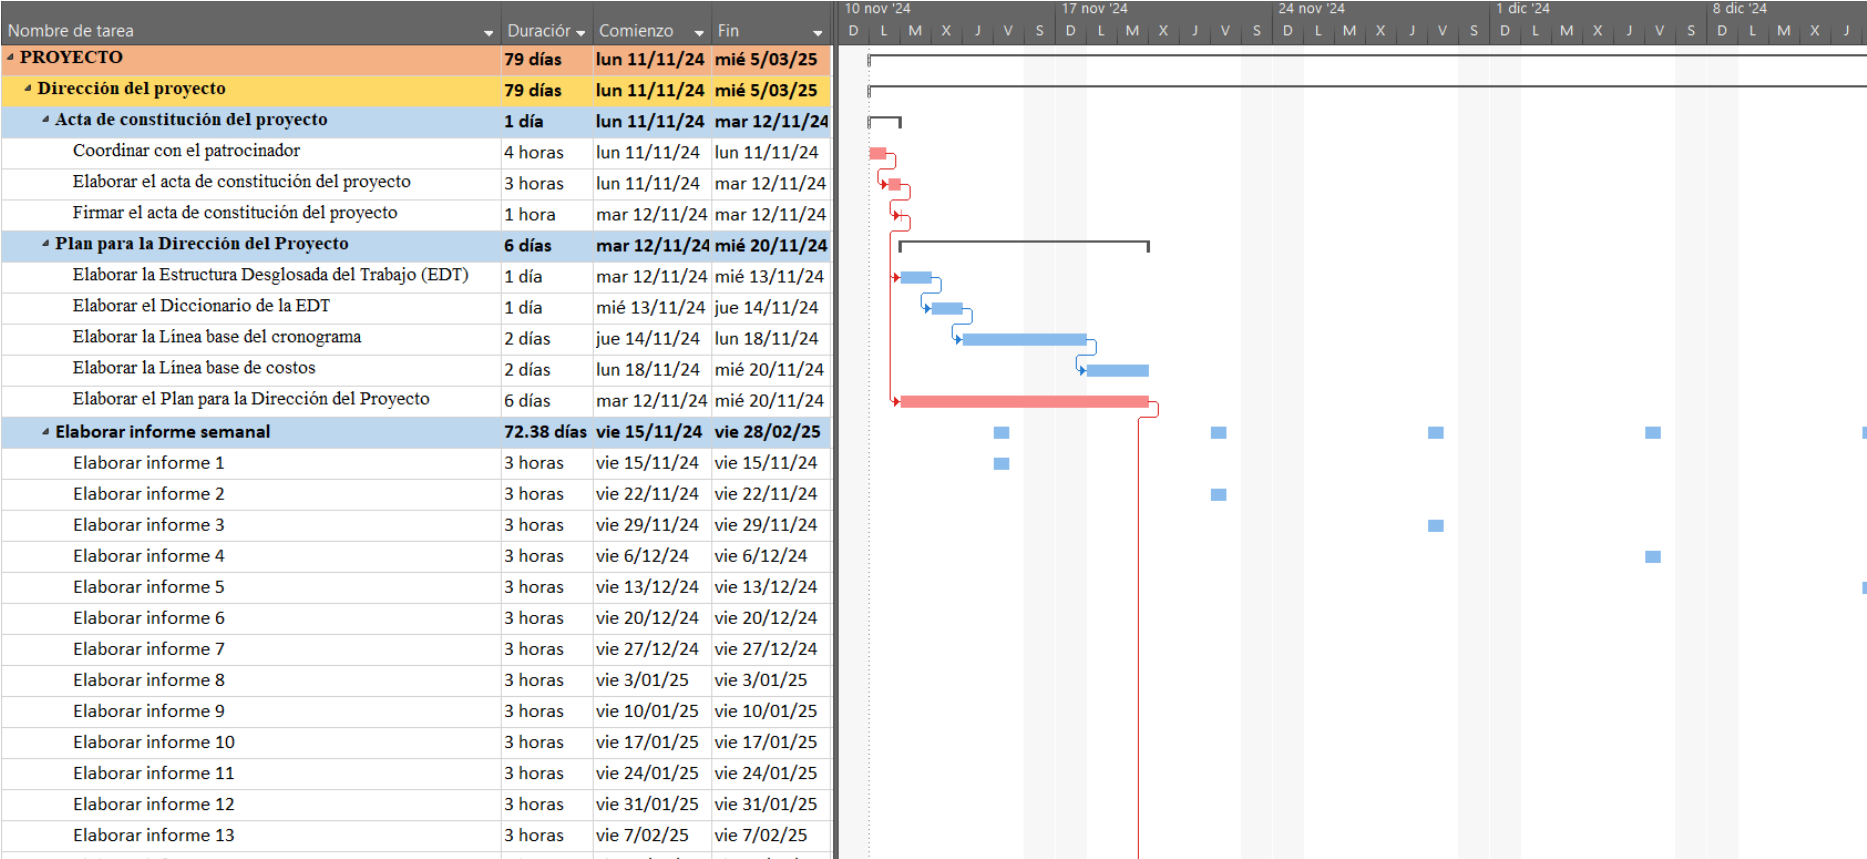 10 nov '24 17 nov '24 24 nov '24 1 dic '24 8 dic '24
Nombre de tarea Duración Comienzo Fin D L M X J V S D L M X J V S D L M X J V S D L M X J V S D L M X J
PROYECTO 79 días lun 11/11/24 mié 5/03/25
Dirección del proyecto 79 días lun 11/11/24 mié 5/03/25
Acta de constitución del proyecto 1 día lun 11/11/24 mar 12/11/24
Coordinar con el patrocinador 4 horas lun 11/11/24 lun 11/11/24
Elaborar el acta de constitución del proyecto 3 horas lun 11/11/24 mar 12/11/24
Firmar el acta de constitución del proyecto 1 hora mar 12/11/24 mar 12/11/24
Plan para la Dirección del Proyecto 6 días mar 12/11/24 mié 20/11/24
Elaborar la Estructura Desglosada del Trabajo (EDT) 1 día mar 12/11/24 mié 13/11/24
Elaborar el Diccionario de la EDT 1 día mié 13/11/24 jue 14/11/24
Elaborar la Línea base del cronograma 2 días jue 14/11/24 lun 18/11/24
Elaborar la Línea base de costos 2 días lun 18/11/24 mié 20/11/24
Elaborar el Plan para la Dirección del Proyecto 6 días mar 12/11/24 mié 20/11/24
Elaborar informe semanal 72.38 días vie 15/11/24 vie 28/02/25
Elaborar informe 1 3 horas vie 15/11/24 vie 15/11/24
Elaborar informe 2 3 horas vie 22/11/24 vie 22/11/24
Elaborar informe 3 3 horas vie 29/11/24 vie 29/11/24
Elaborar informe 4 3 horas vie 6/12/24 vie 6/12/24
Elaborar informe 5 3 horas vie 13/12/24 vie 13/12/24
Elaborar informe 6 3 horas vie 20/12/24 vie 20/12/24
Elaborar informe 7 3 horas vie 27/12/24 vie 27/12/24
Elaborar informe 8 3 horas vie 3/01/25 vie 3/01/25
Elaborar informe 9 3 horas vie 10/01/25 vie 10/01/25
Elaborar informe 10 3 horas vie 17/01/25 vie 17/01/25
Elaborar informe 11 3 horas vie 24/01/25 vie 24/01/25
Elaborar informe 12 3 horas vie 31/01/25 vie 31/01/25
Elaborar informe 13 3 horas vie 7/02/25 vie 7/02/25